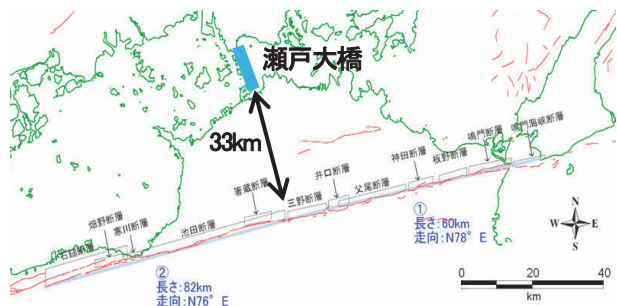 瀬戸大橋
33km
鳴門断層
鳴門海峡断層
板野断層
神田断層
井口断層
父尾断層
三野断層
箸蔵断層
池田断層
寒川断層
畑野断層
石鎚断層
①
長さ:60km
走向:N78° E
②
長さ:82km
走向:N76° E
N
W
E
S
0 20 40
km